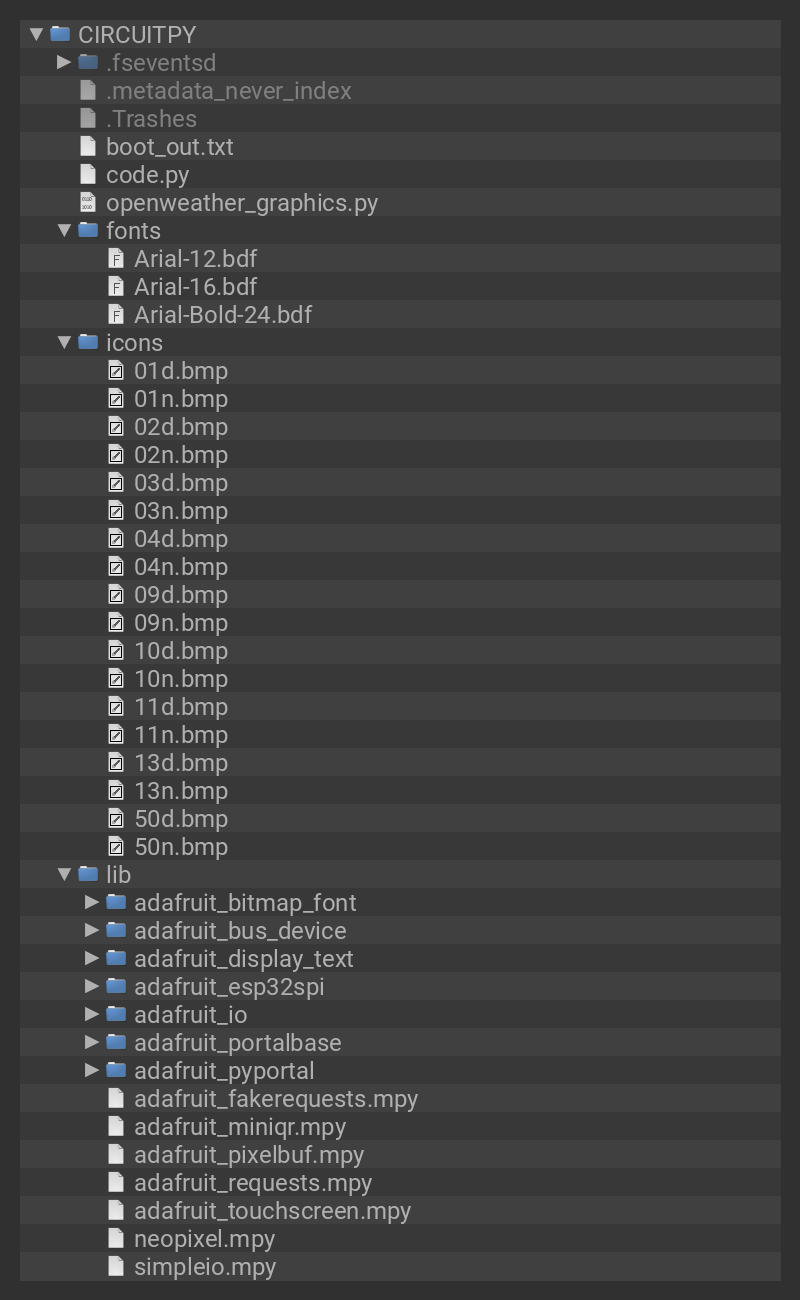 CIRCUITPY
.fseventsd
.metadata_never_index
.Trashes
boot_out.txt
code.py
openweather_graphics.py
fonts
Arial-12.bdf
Arial-16.bdf
Arial-Bold-24.bdf
icons
01d.bmp
01n.bmp
02d.bmp
02n.bmp
03d.bmp
03n.bmp
04d.bmp
04n.bmp
09d.bmp
09n.bmp
10d.bmp
10n.bmp
11d.bmp
11n.bmp
13d.bmp
13n.bmp
50d.bmp
50n.bmp
lib
adafruit_bitmap_font
adafruit_bus_device
adafruit_display_text
adafruit_esp32spi
adafruit_io
adafruit_portalbase
adafruit_pyportal
adafruit_fakerequests.mpy
adafruit_miniqr.mpy
adafruit_pixelbuf.mpy
adafruit_requests.mpy
adafruit_touchscreen.mpy
neopixel.mpy
simpleio.mpy